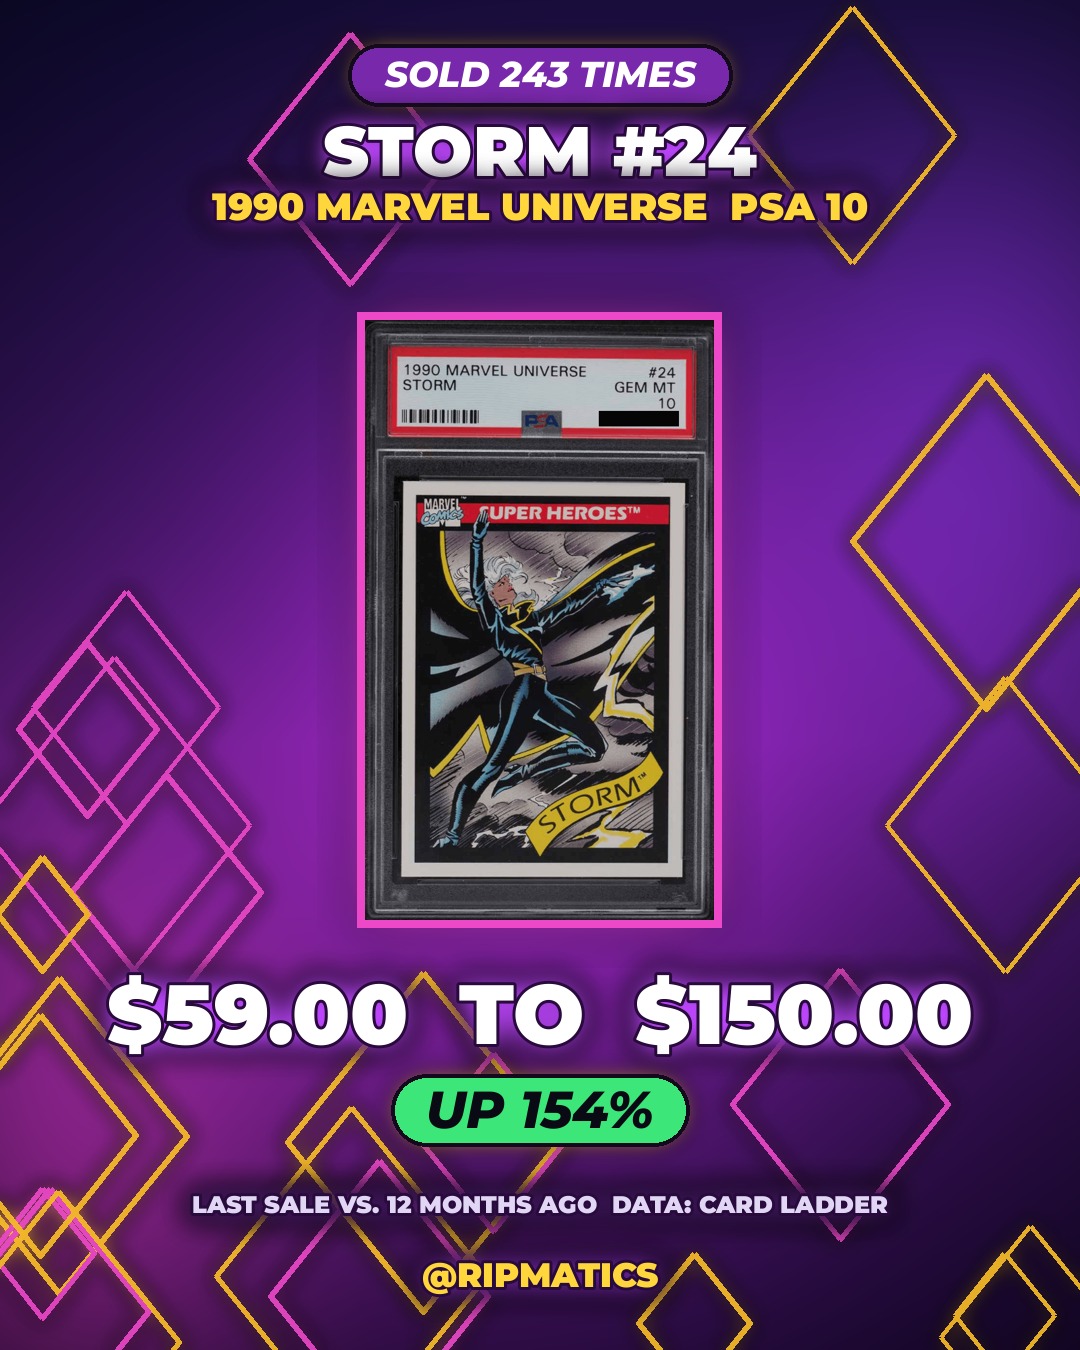 SOLD 243 TIMES
STORM #24
1990 MARVEL UNIVERSE PSA 10
1990 MARVEL UNIVERSE #24
STORM GEM MT
10
PSA
MARVEL COMICS
SUPER HEROES™
STORM™
$59.00 TO $150.00
UP 154%
LAST SALE VS. 12 MONTHS AGO DATA: CARD LADDER
@RIPMATICS